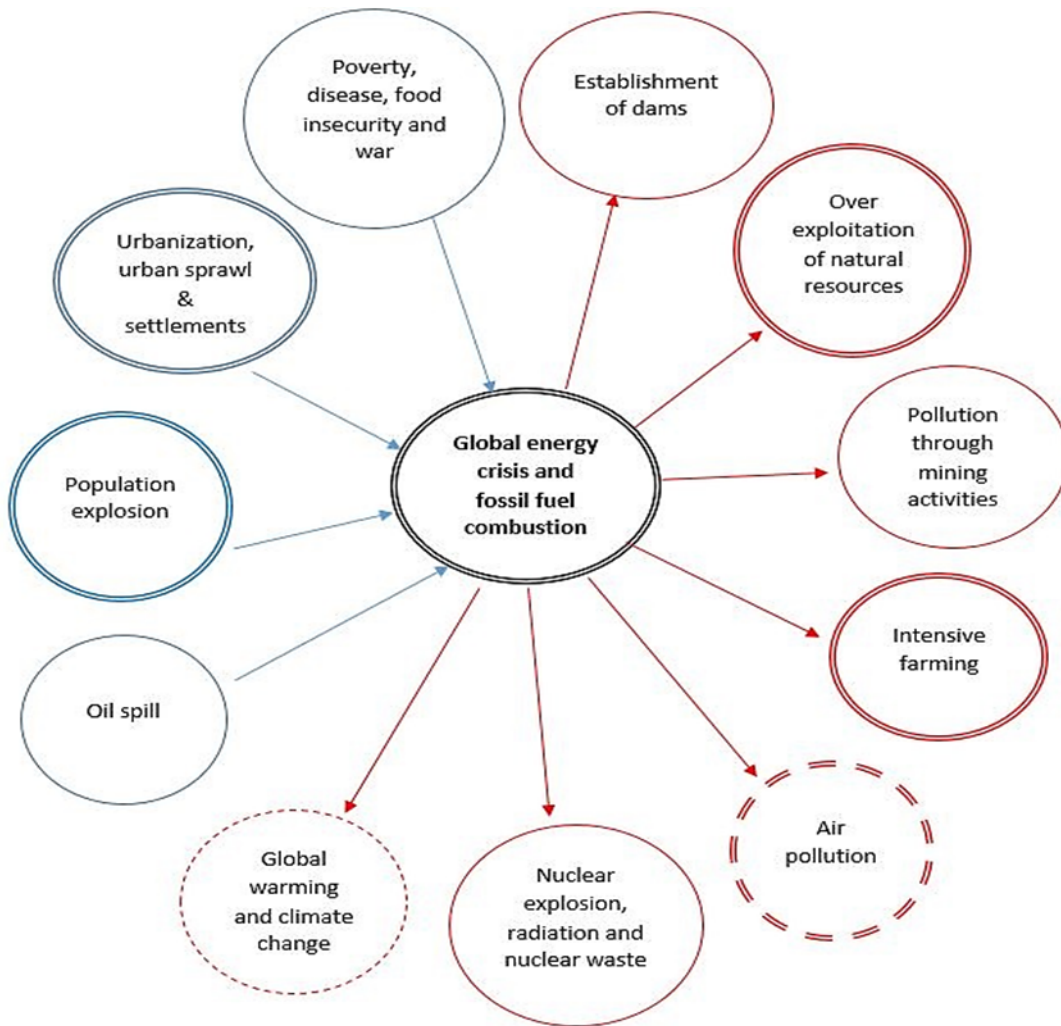 Poverty,
disease, food
insecurity and
war
Establishment
of dams
Over
exploitation
of natural
resources
Urbanization,
urban sprawl
&
settlements
Pollution
through
mining
activities
Global energy
crisis and
fossil fuel
combustion
Population
explosion
Intensive
farming
Oil spill
Air
pollution
Global
warming
and climate
change
Nuclear
explosion,
radiation and
nuclear waste